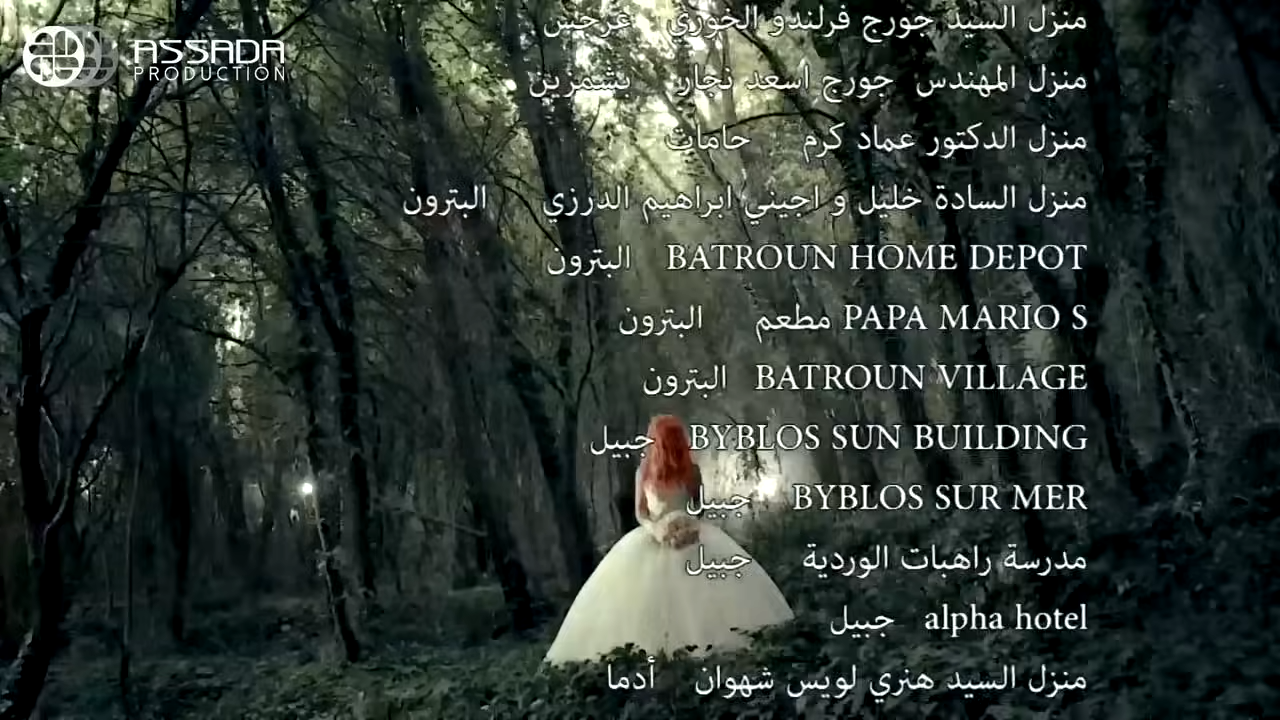 ASSADA
PRODUCTION
منزل السيد جورج فرلندو الخوري عرجس
منزل المهندس جورج اسعد نجار بشمزين
منزل الدكتور عماد كرم حامات
منزل السادة خليل و اجيني ابراهيم الدرزي البترون
BATROUN HOME DEPOT البترون
PAPA MARIO S مطعم البترون
BATROUN VILLAGE البترون
BYBLOS SUN BUILDING جبيل
BYBLOS SUR MER جبيل
مدرسة راهبات الوردية جبيل
alpha hotel جبيل
منزل السيد هنري لويس شهوان أدما